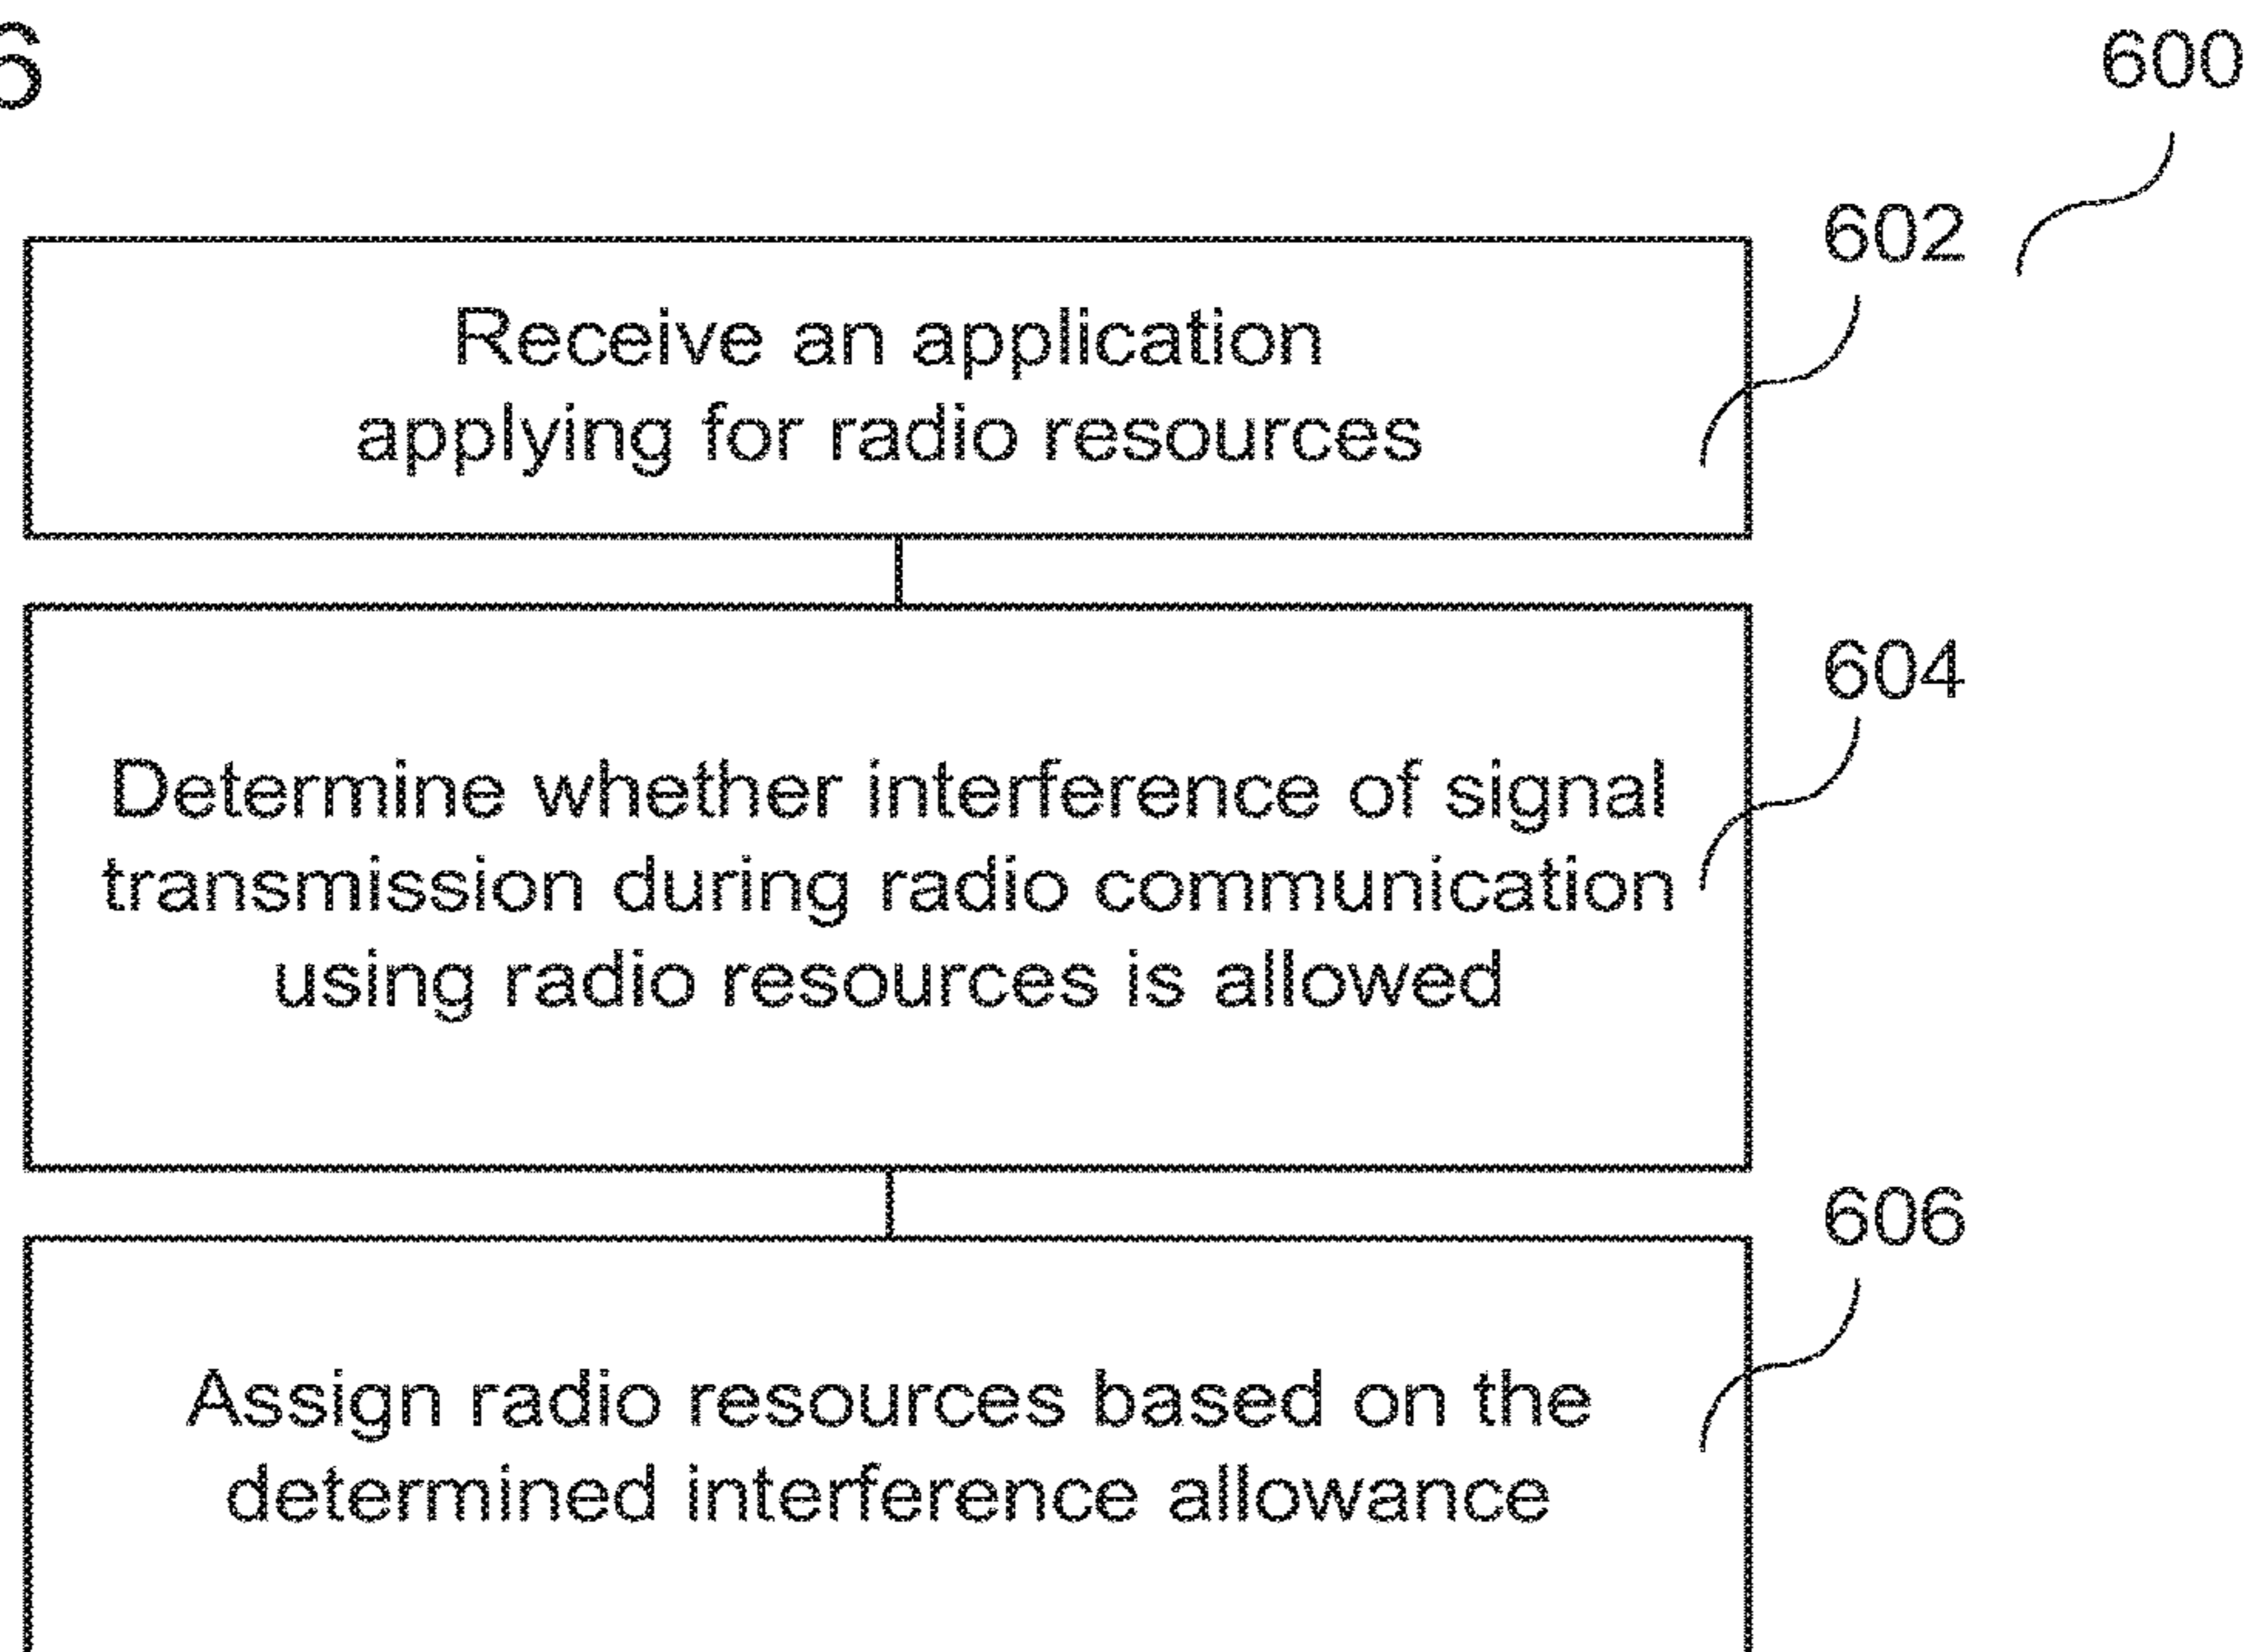 6
600
602
Receive an application
applying for radio resources
604
Determine whether interference of signal
transmission during radio communication
using radio resources is allowed
606
Assign radio resources based on the
determined interference allowance